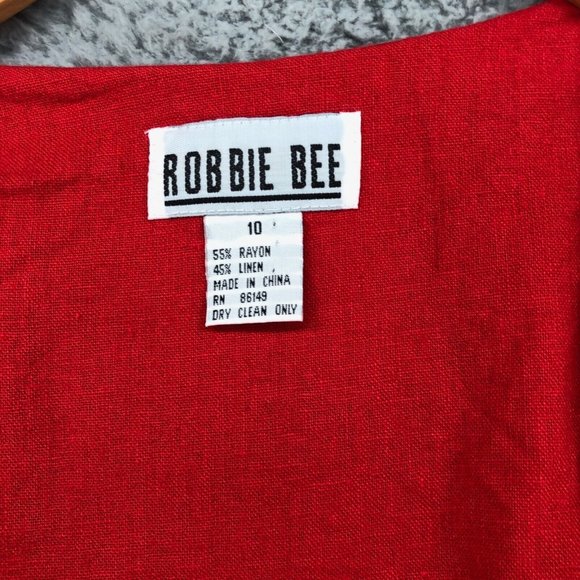 ROBBIE BEE
10
55% RAYON
45% LINEN
MADE IN CHINA
RN 86149
DRY CLEAN ONLY